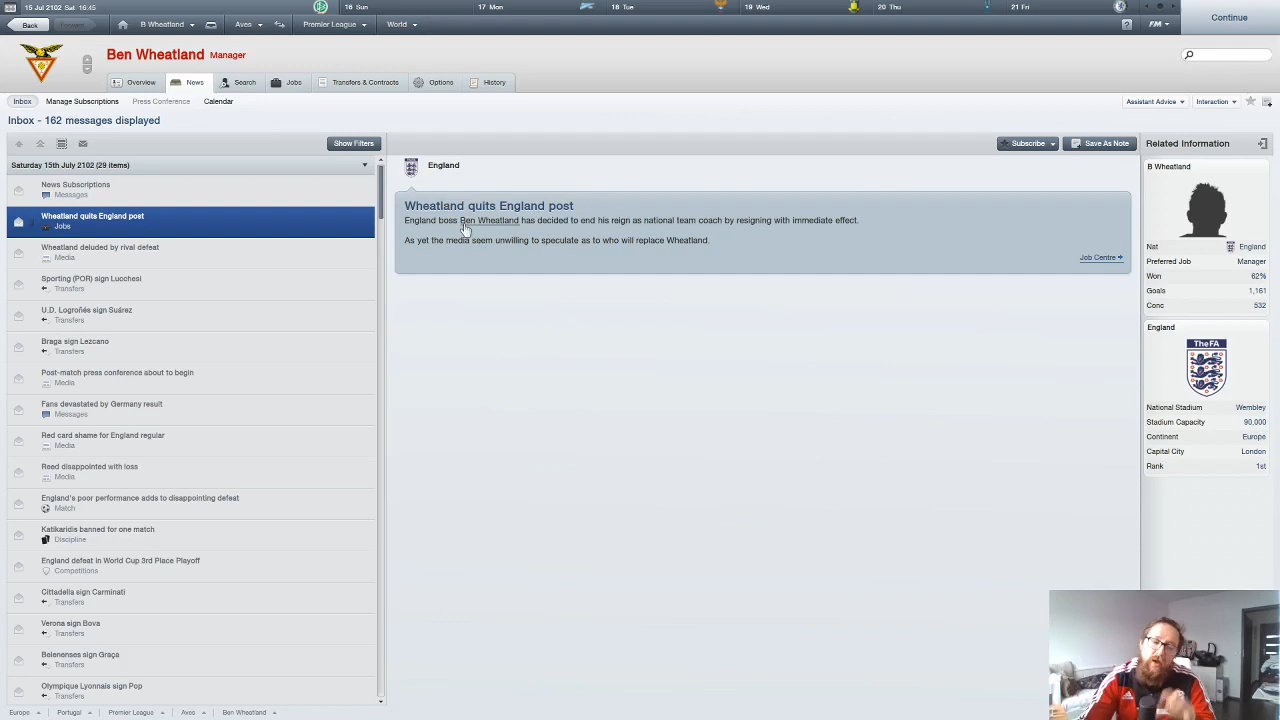 15 Jul 2102 Sat 16:45
16 Sun
17 Mon
18 Tue
19 Wed
20 Thu
21 Fri
Back
Forward
B Wheatland
Aves
Premier League
World
FM
Continue
Ben Wheatland Manager
Overview
News
Search
Jobs
Transfers & Contracts
Options
History
Inbox
Manage Subscriptions
Press Conference
Calendar
Assistant Advice
Interaction
Inbox - 162 messages displayed
Show Filters
Saturday 15th July 2102 (29 items)
News Subscriptions
Messages
Wheatland quits England post
Jobs
Wheatland deluded by rival defeat
Media
Sporting (POR) sign Lucchesi
Transfers
U.D. Logroñés sign Suárez
Transfers
Braga sign Lezcano
Transfers
Post-match press conference about to begin
Media
Fans devastated by Germany result
Messages
Red card shame for England regular
Media
Reed disappointed with loss
Media
England's poor performance adds to disappointing defeat
Match
Katikaridis banned for one match
Discipline
England defeat in World Cup 3rd Place Playoff
Competitions
Cittadella sign Carminati
Transfers
Verona sign Bova
Transfers
Belenenses sign Graça
Transfers
Olympique Lyonnais sign Pop
Transfers
Subscribe
Save As Note
England
Wheatland quits England post
England boss Ben Wheatland has decided to end his reign as national team coach by resigning with immediate effect.
As yet the media seem unwilling to speculate as to who will replace Wheatland.
Job Centre
Related Information
B Wheatland
Nat England
Preferred Job Manager
Won 62%
Goals 1,161
Conc 532
England
The FA
National Stadium Wembley
Stadium Capacity 90,000
Continent Europe
Capital City London
Rank 1st
Europe
Portugal
Premier League
Aves
Ben Wheatland